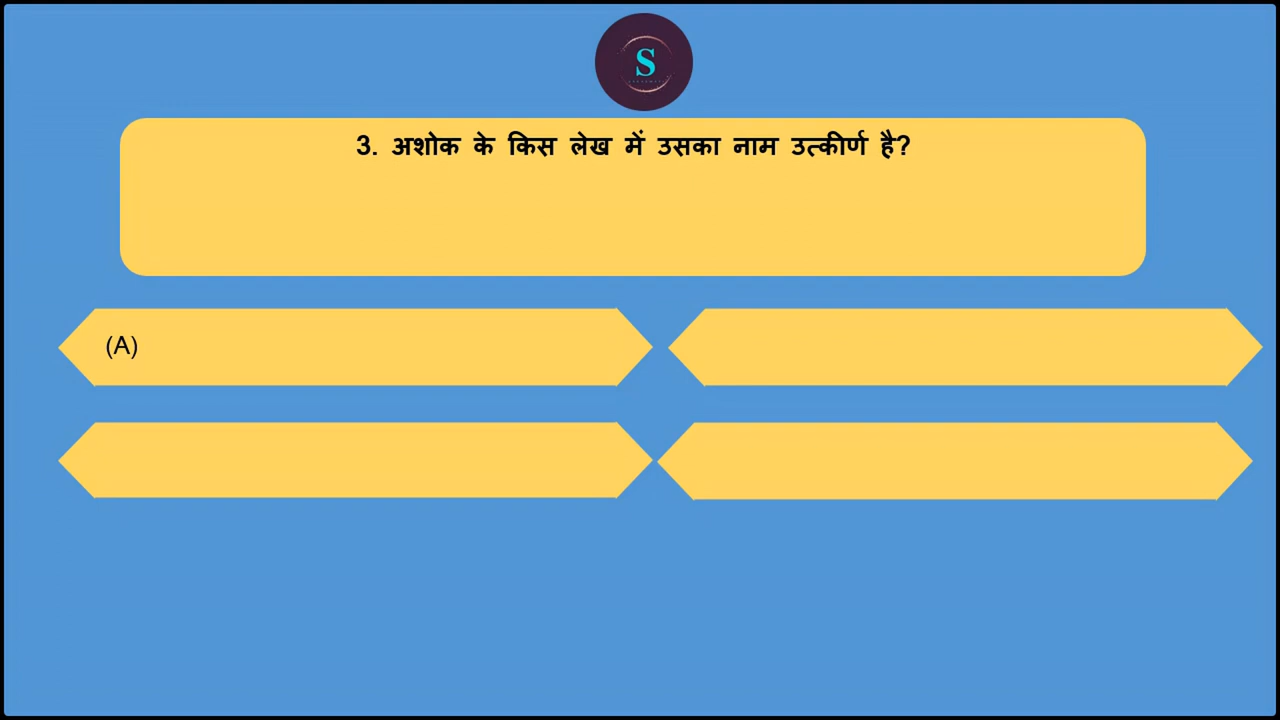 S
3. अशोक के किस लेख में उसका नाम उत्कीर्ण है?
(A)